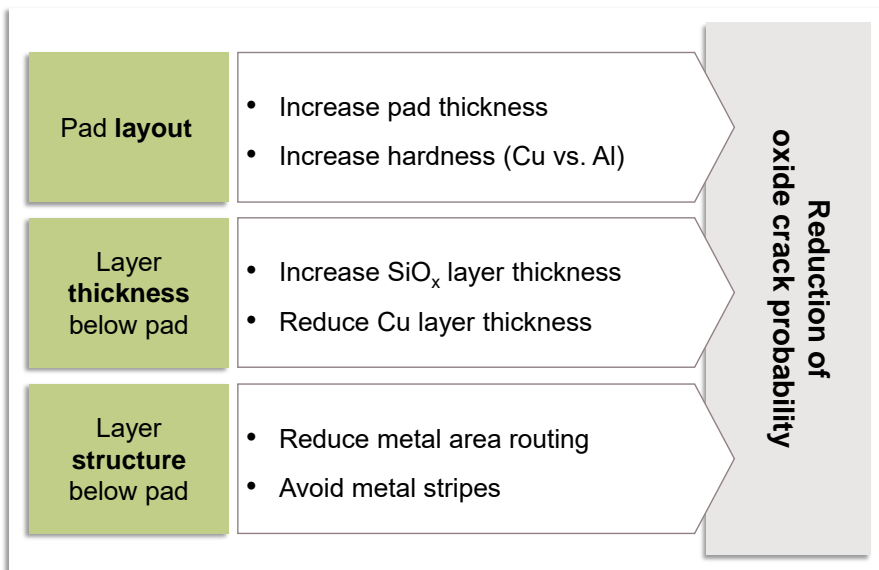 Pad layout
• Increase pad thickness
• Increase hardness (Cu vs. Al)
Layer
thickness
below pad
• Increase SiOₓ layer thickness
• Reduce Cu layer thickness
Layer
structure
below pad
• Reduce metal area routing
• Avoid metal stripes
Reduction of
oxide crack probability